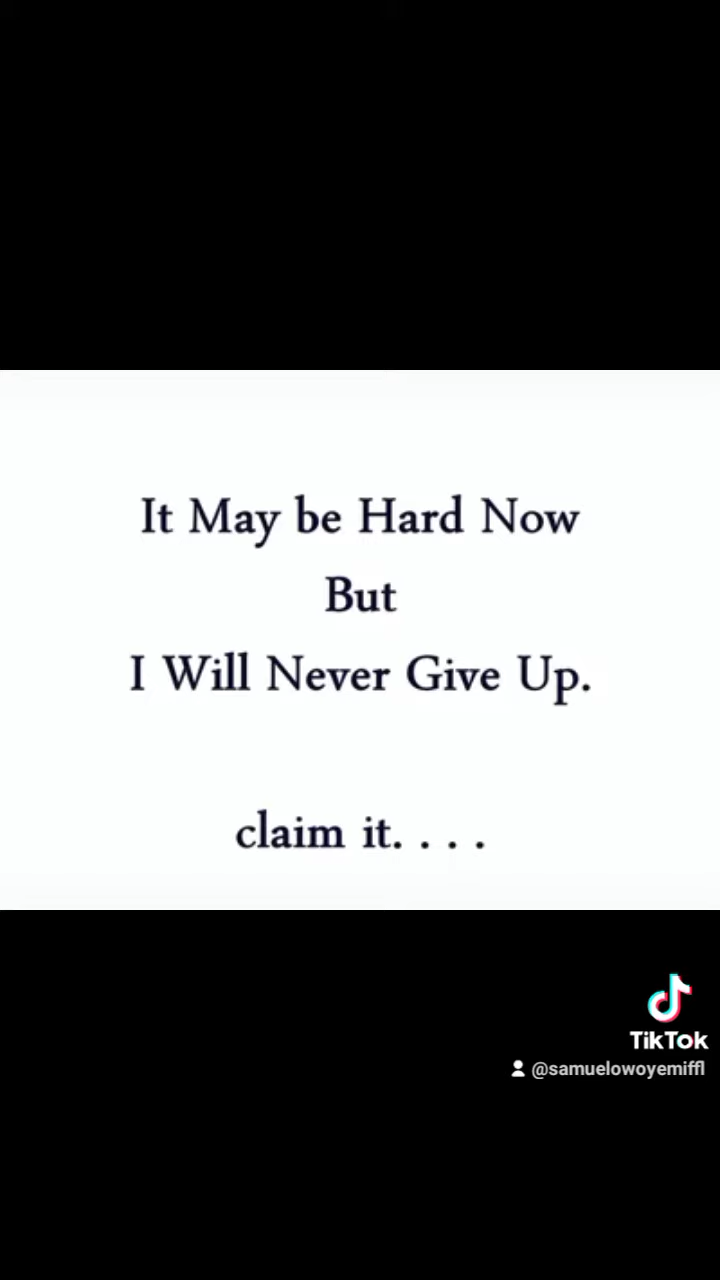 It May be Hard Now
But
I Will Never Give Up.
claim it. . . .
TikTok
@samuelowoyemiffl